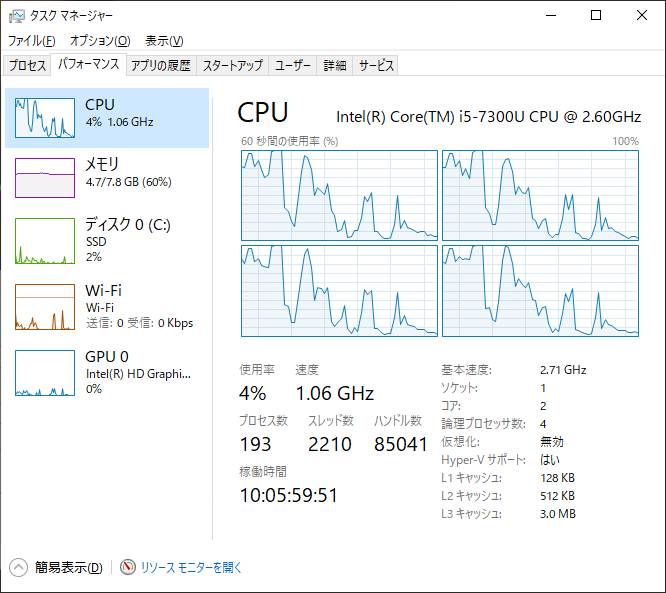 タスク マネージャー
ファイル(F) オプション(O) 表示(V)
プロセス パフォーマンス アプリの履歴 スタートアップ ユーザー 詳細 サービス
CPU
4% 1.06 GHz
メモリ
4.7/7.8 GB (60%)
ディスク 0 (C:)
SSD
2%
Wi-Fi
Wi-Fi
送信: 0 受信: 0 Kbps
GPU 0
Intel(R) HD Graphi...
0%
CPU Intel(R) Core(TM) i5-7300U CPU @ 2.60GHz
60 秒間の使用率 (%) 100%
使用率 速度
4% 1.06 GHz
プロセス数 スレッド数 ハンドル数
193 2210 85041
稼働時間
10:05:59:51
基本速度: 2.71 GHz
ソケット: 1
コア: 2
論理プロセッサ数: 4
仮想化: 無効
Hyper-V サポート: はい
L1 キャッシュ: 128 KB
L2 キャッシュ: 512 KB
L3 キャッシュ: 3.0 MB
簡易表示(D) リソース モニターを開く